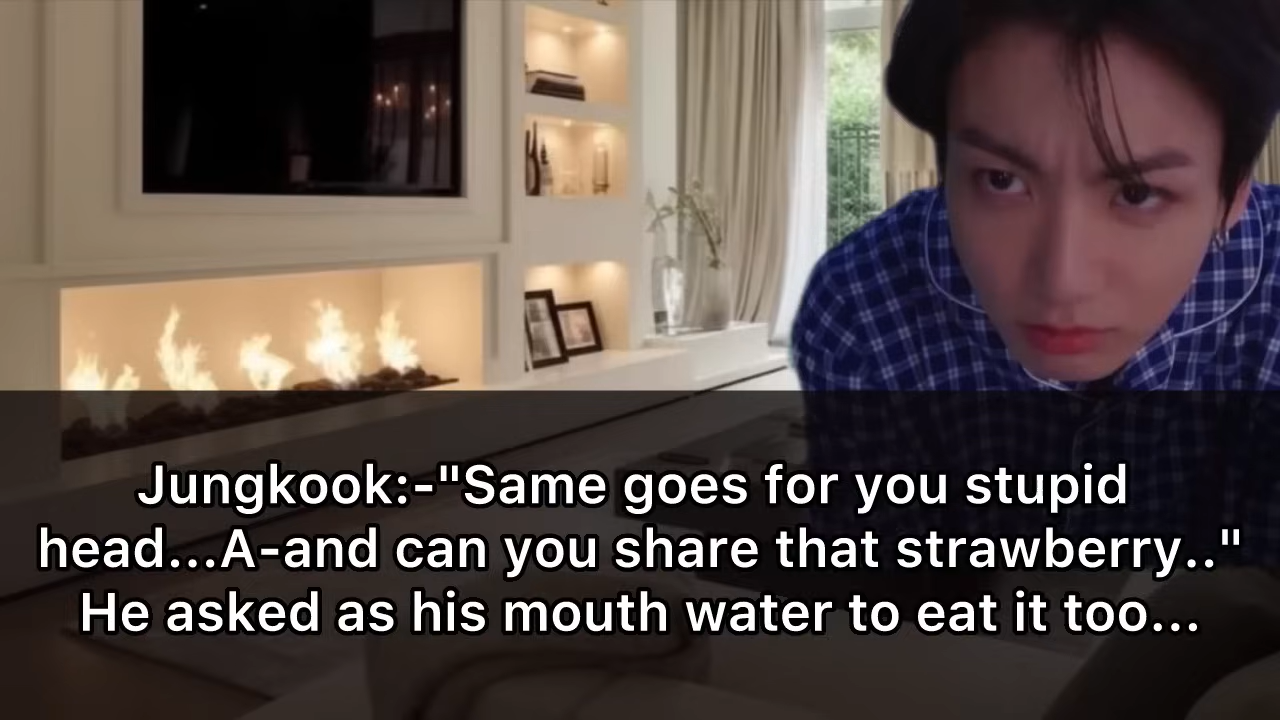 Jungkook:-"Same goes for you stupid
head...A-and can you share that strawberry.."
He asked as his mouth water to eat it too...